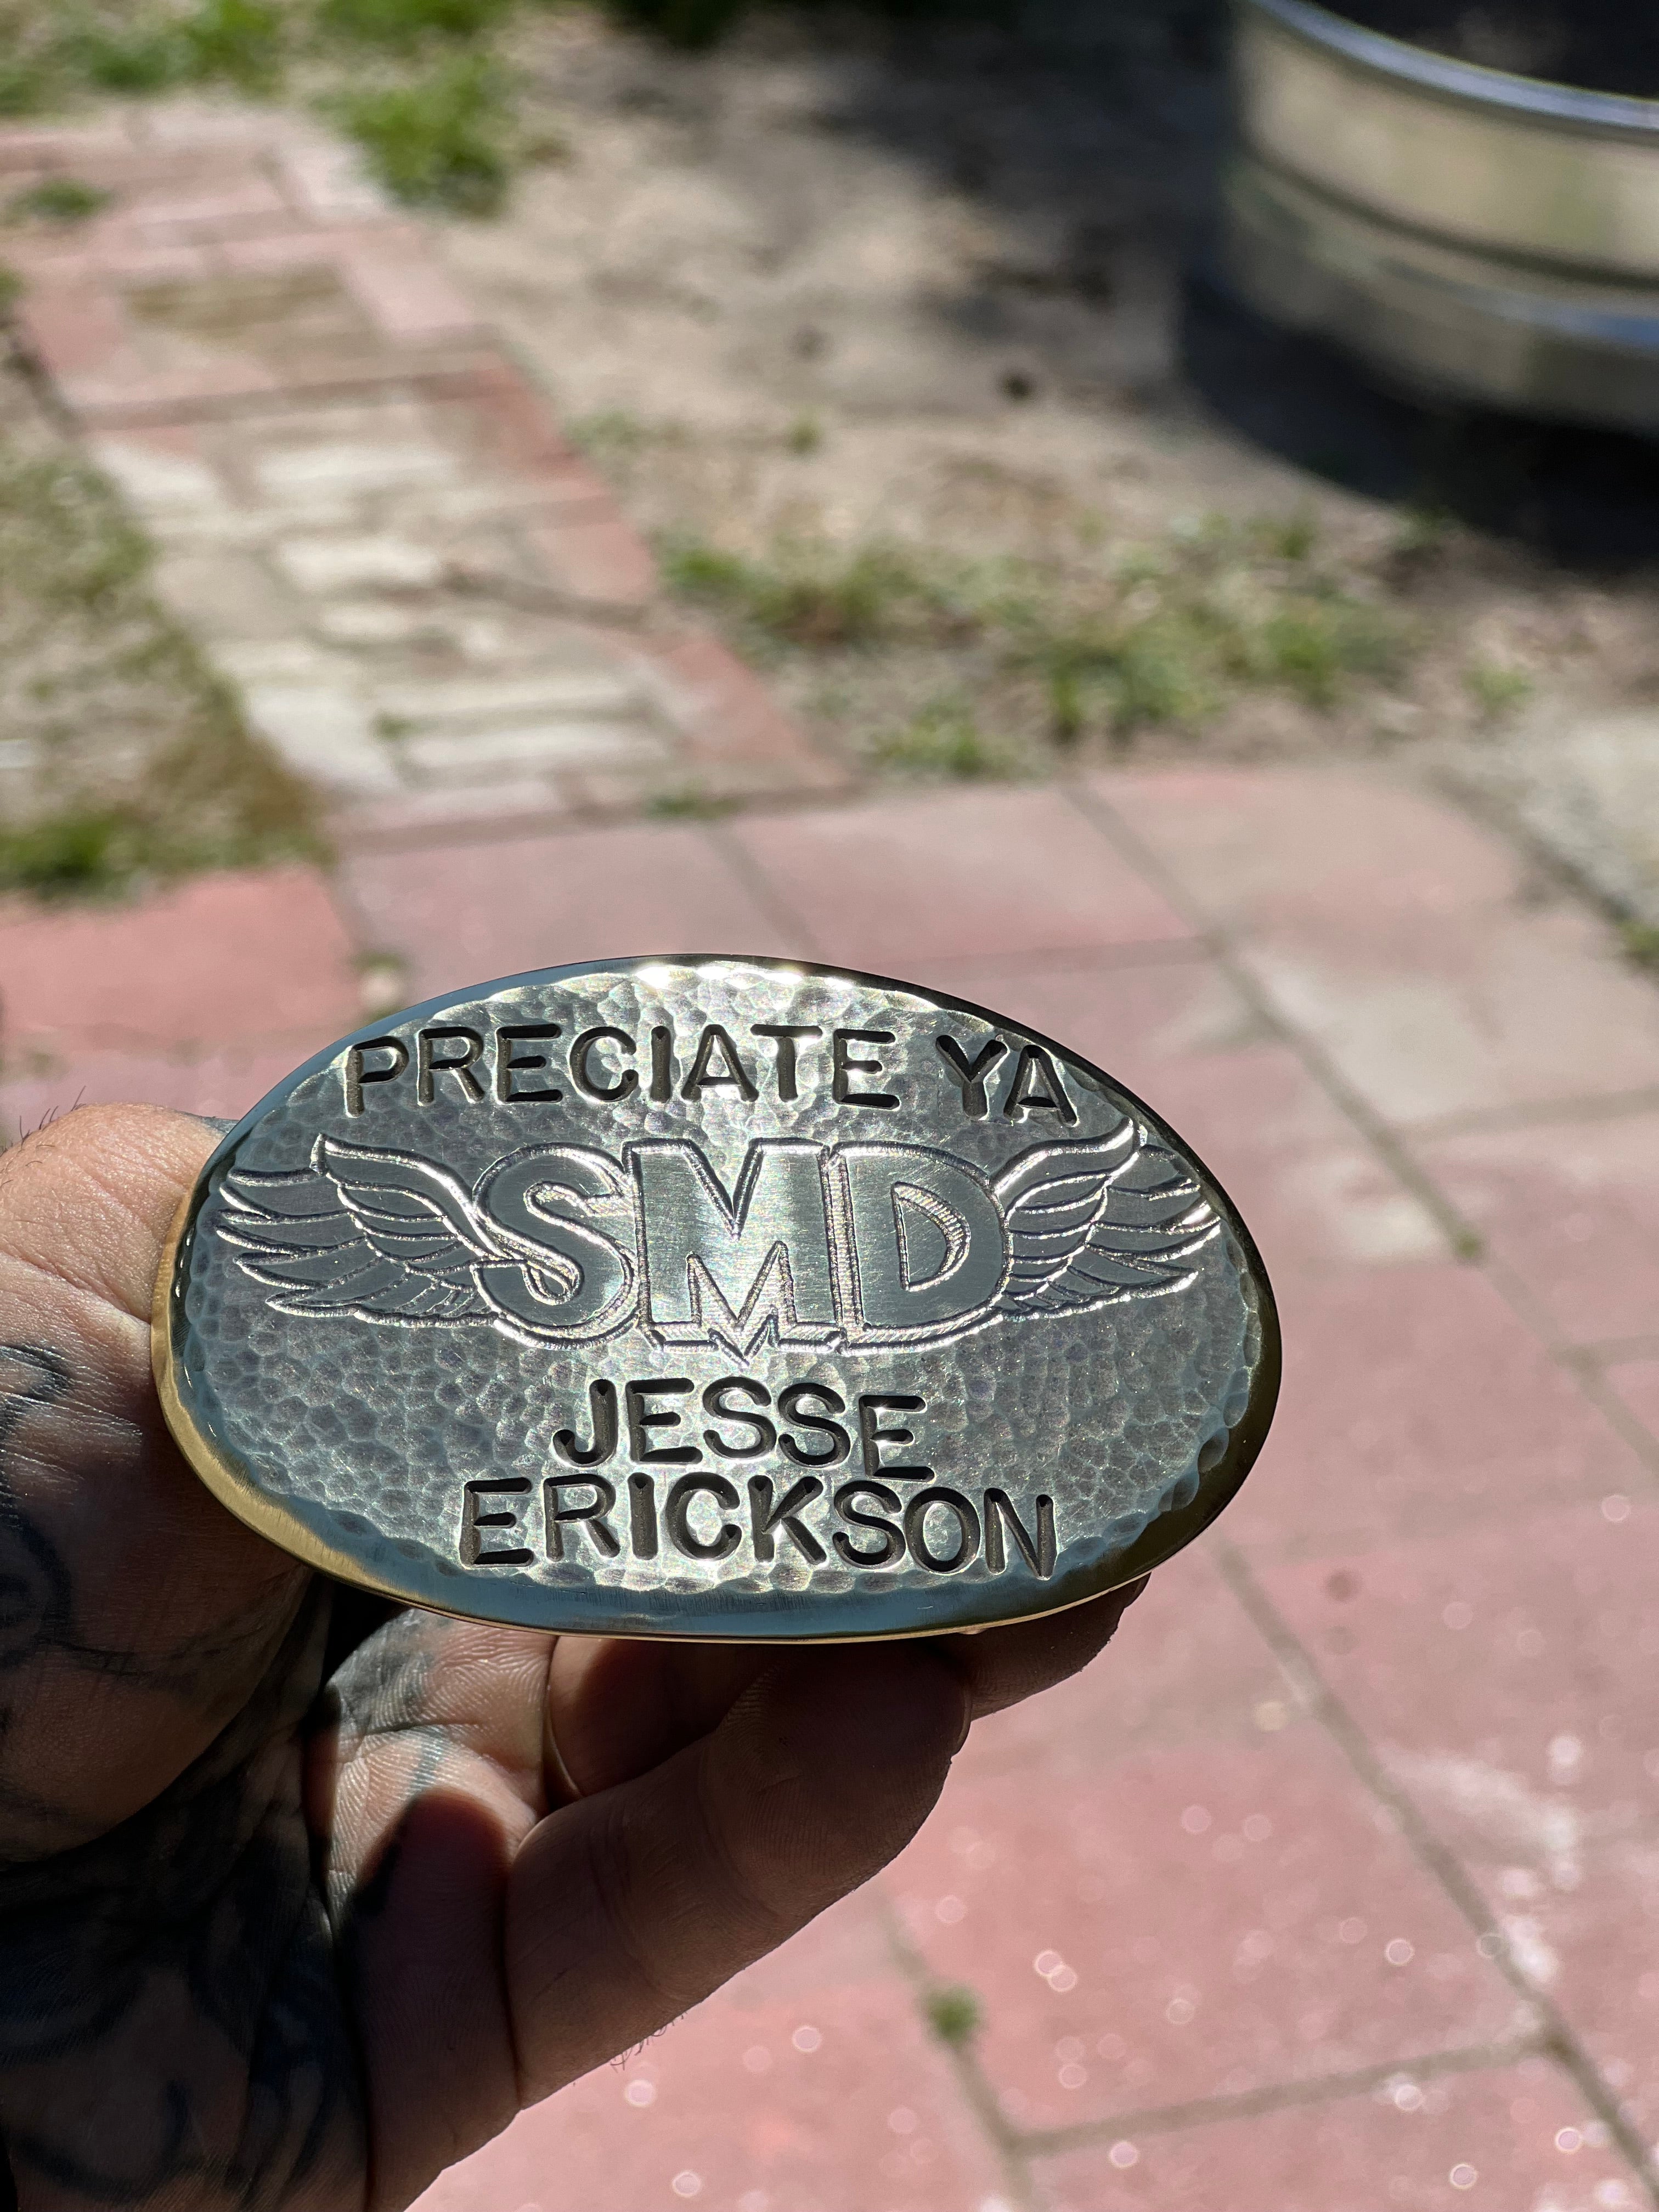 PRECIATE YA
SMD
JESSE
ERICKSON